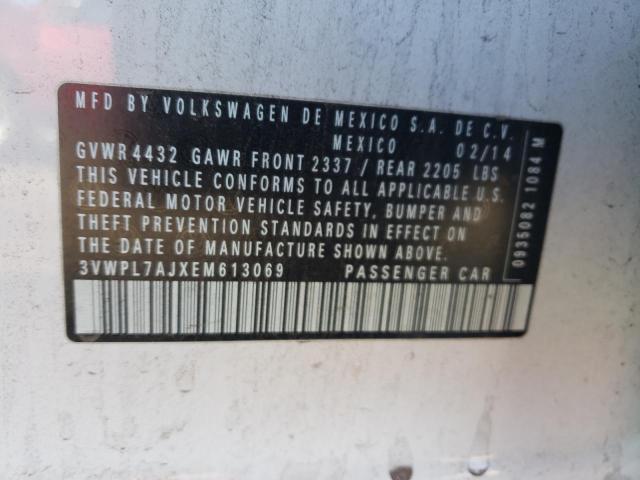 MFD BY VOLKSWAGEN DE MEXICO S.A. DE C.V.
MEXICO 02/14
GVWR4432 GAWR FRONT 2337 / REAR 2205 LBS
THIS VEHICLE CONFORMS TO ALL APPLICABLE U.S.
FEDERAL MOTOR VEHICLE SAFETY, BUMPER AND
THEFT PREVENTION STANDARDS IN EFFECT ON
THE DATE OF MANUFACTURE SHOWN ABOVE.
3VWPL7AJXEM613069 PASSENGER CAR
0935082 1084 M